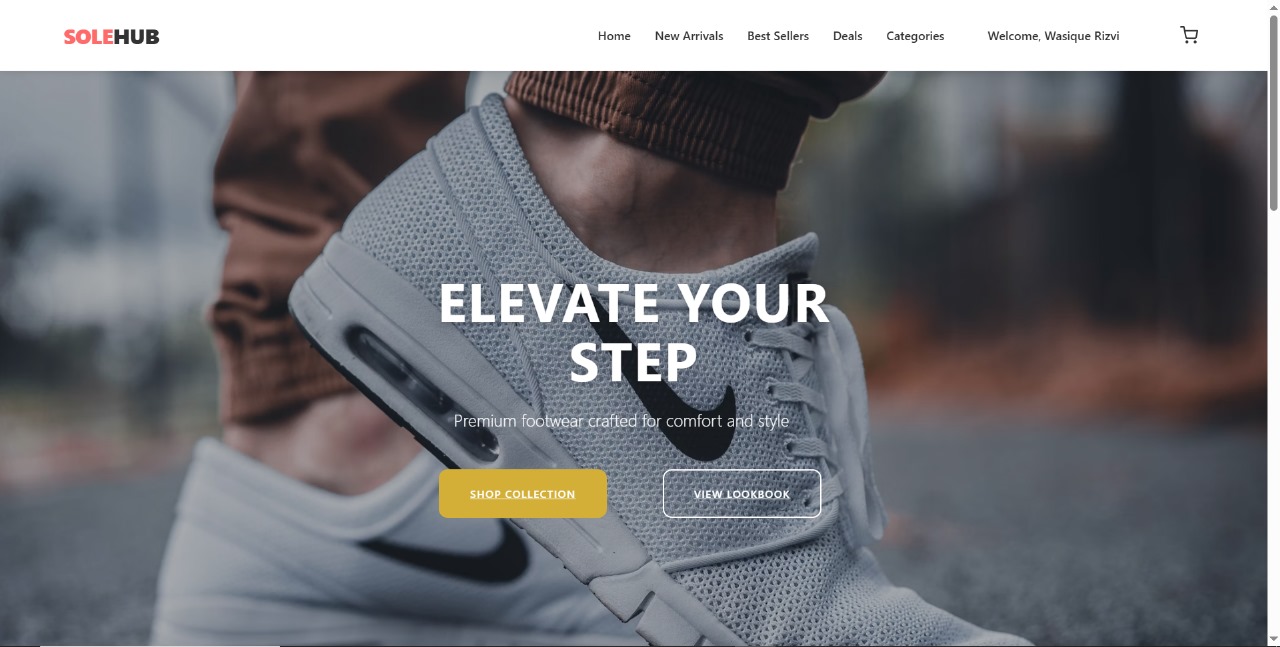 SOLEHUB
Home New Arrivals Best Sellers Deals Categories Welcome, Wasique Rizvi
ELEVATE YOUR
STEP
Premium footwear crafted for comfort and style
SHOP COLLECTION VIEW LOOKBOOK